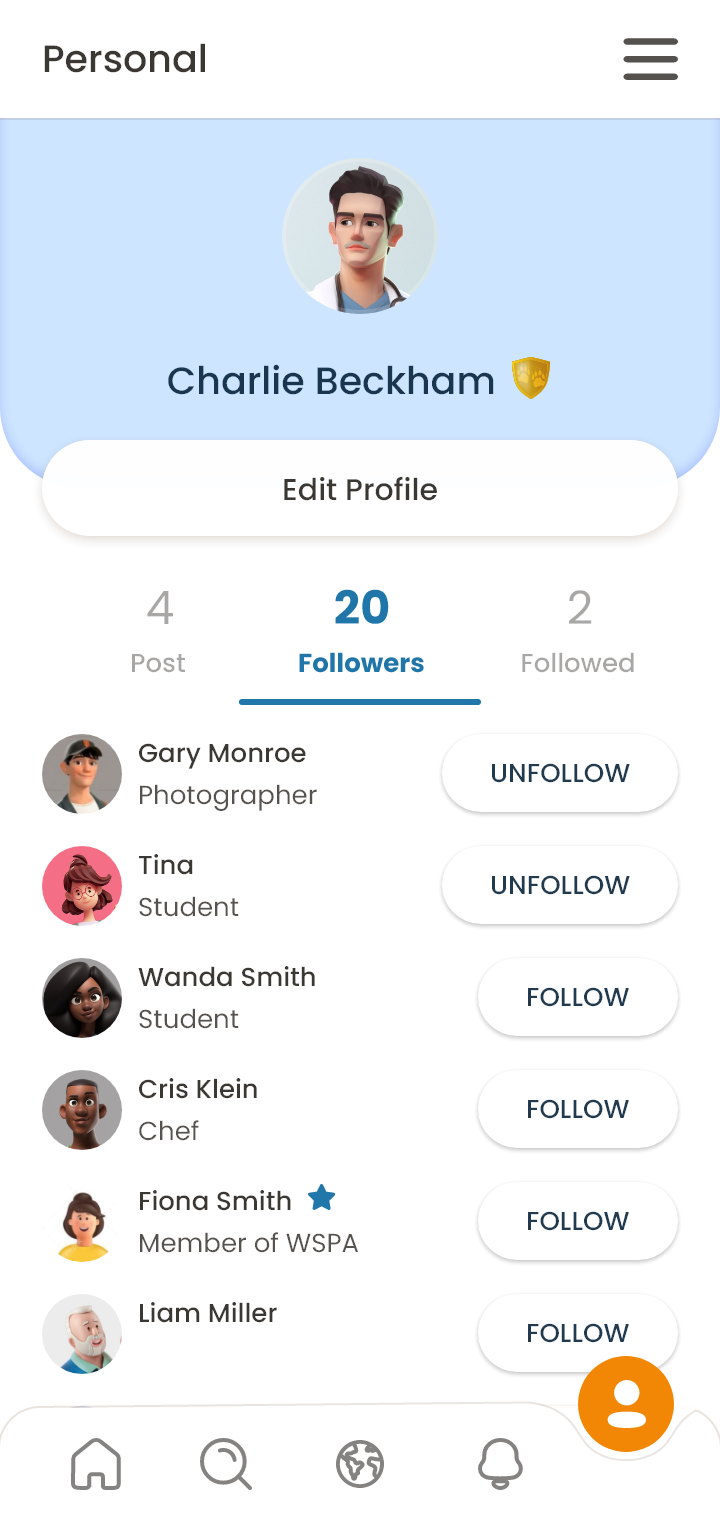 Personal
Charlie Beckham
Edit Profile
4 20 2
Post Followers Followed
Gary Monroe
Photographer
UNFOLLOW
Tina
Student
UNFOLLOW
Wanda Smith
Student
FOLLOW
Cris Klein
Chef
FOLLOW
Fiona Smith
Member of WSPA
FOLLOW
Liam Miller
FOLLOW